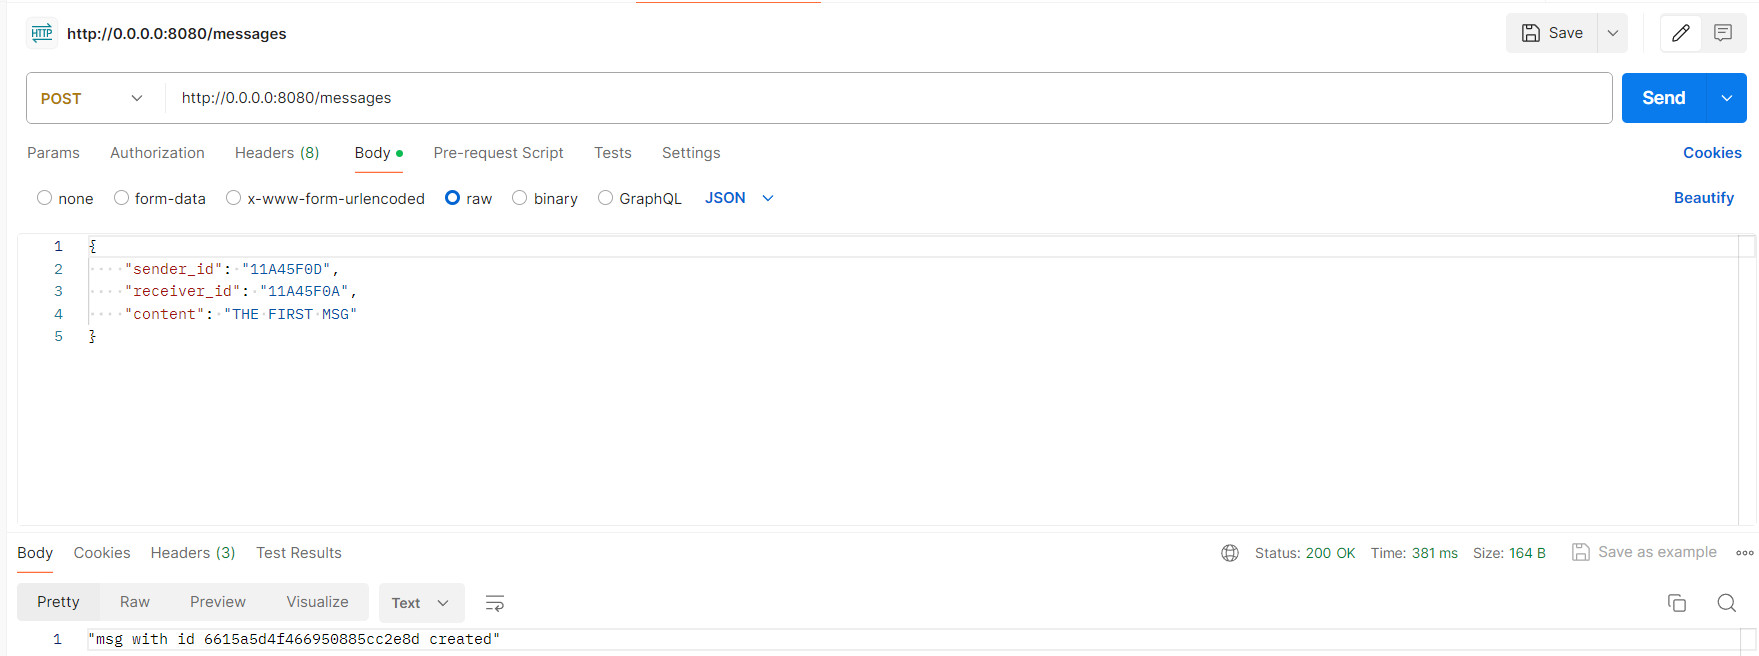 HTTP http://0.0.0.0:8080/messages Save
POST http://0.0.0.0:8080/messages Send
Params Authorization Headers (8) Body Pre-request Script Tests Settings Cookies
none form-data x-www-form-urlencoded raw binary GraphQL JSON Beautify
1 {
2 "sender_id": "11A45F0D",
3 "receiver_id": "11A45F0A",
4 "content": "THE FIRST MSG"
5 }
Body Cookies Headers (3) Test Results Status: 200 OK Time: 381 ms Size: 164 B Save as example
Pretty Raw Preview Visualize Text
1 "msg with id 6615a5d4f466950885cc2e8d created"